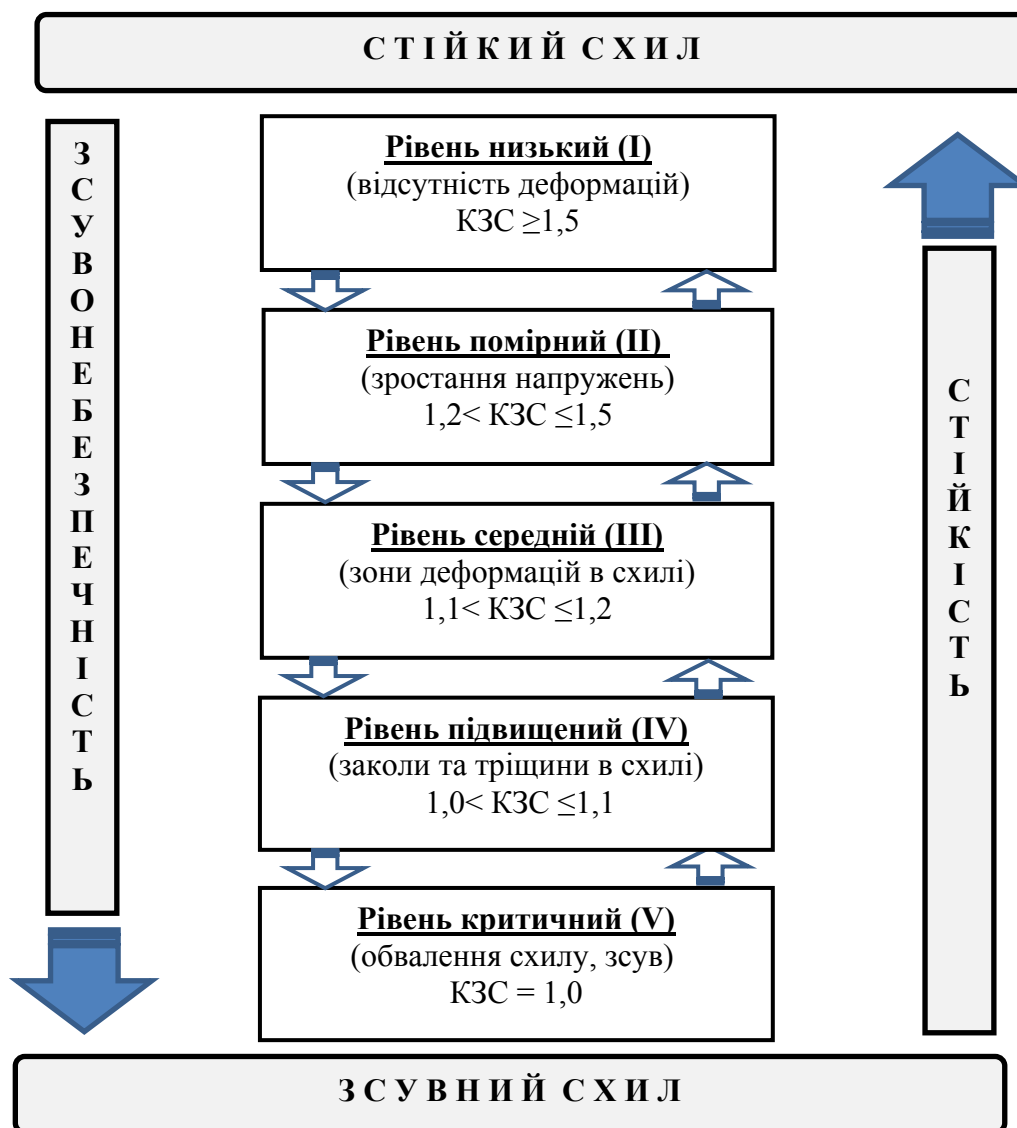 С Т І Й К И Й С Х И Л
З С У В О Н Е Б Е З П Е Ч Н І С Т Ь
Рівень низький (I)
(відсутність деформацій)
КЗС ≥1,5
Рівень помірний (II)
(зростання напружень)
1,2< КЗС ≤1,5
Рівень середній (III)
(зони деформацій в схилі)
1,1< КЗС ≤1,2
Рівень підвищений (IV)
(заколи та тріщини в схилі)
1,0< КЗС ≤1,1
Рівень критичний (V)
(обвалення схилу, зсув)
КЗС = 1,0
С Т І Й К І С Т Ь
З С У В Н И Й С Х И Л